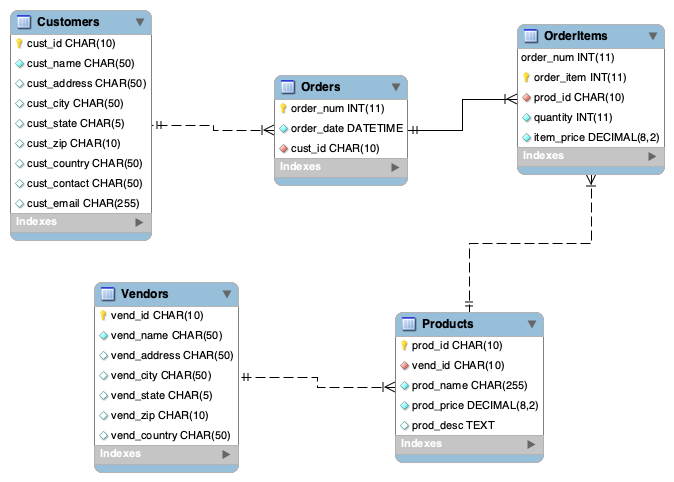 Customers
cust_id CHAR(10)
cust_name CHAR(50)
cust_address CHAR(50)
cust_city CHAR(50)
cust_state CHAR(5)
cust_zip CHAR(10)
cust_country CHAR(50)
cust_contact CHAR(50)
cust_email CHAR(255)
Indexes
Orders
order_num INT(11)
order_date DATETIME
cust_id CHAR(10)
Indexes
OrderItems
order_num INT(11)
order_item INT(11)
prod_id CHAR(10)
quantity INT(11)
item_price DECIMAL(8,2)
Indexes
Vendors
vend_id CHAR(10)
vend_name CHAR(50)
vend_address CHAR(50)
vend_city CHAR(50)
vend_state CHAR(5)
vend_zip CHAR(10)
vend_country CHAR(50)
Indexes
Products
prod_id CHAR(10)
vend_id CHAR(10)
prod_name CHAR(255)
prod_price DECIMAL(8,2)
prod_desc TEXT
Indexes